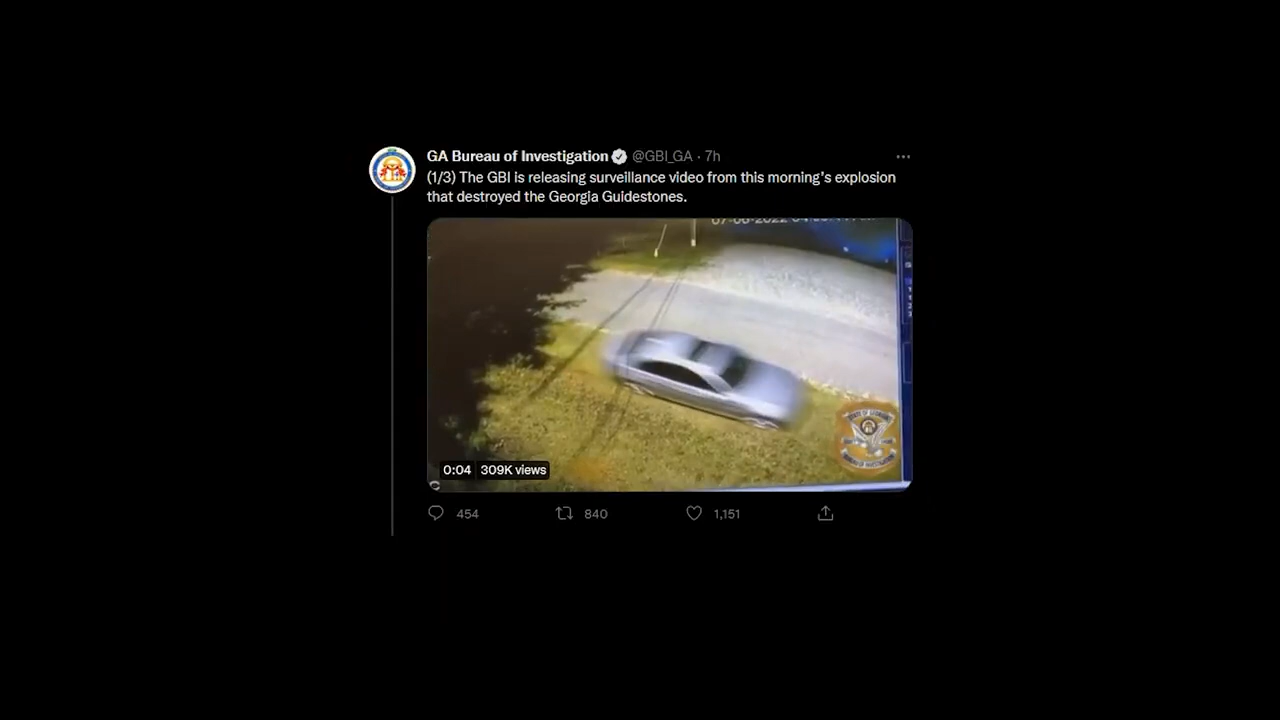 GA Bureau of Investigation @GBI_GA · 7h
(1/3) The GBI is releasing surveillance video from this morning's explosion
that destroyed the Georgia Guidestones.
0:04 309K views
454 840 1,151